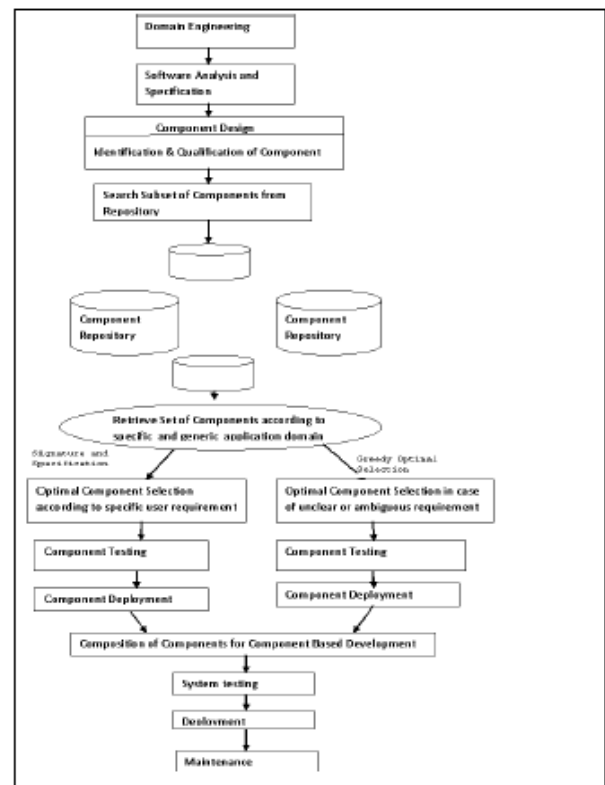 Domain Engineering
Software Analysis and
Specification
Component Design
Identification & Qualification of Component
Search Subset of Components from
Repository
Component
Repository
Component
Repository
Retrieve Set of Components according to
specific and generic application domain
Signature and
Specification
Greedy Optimal
Selection
Optimal Component Selection
according to specific user requirement
Optimal Component Selection in case
of unclear or ambiguous requirement
Component Testing
Component Testing
Component Deployment
Component Deployment
Composition of Components for Component Based Development
System testing
Deployment
Maintenance